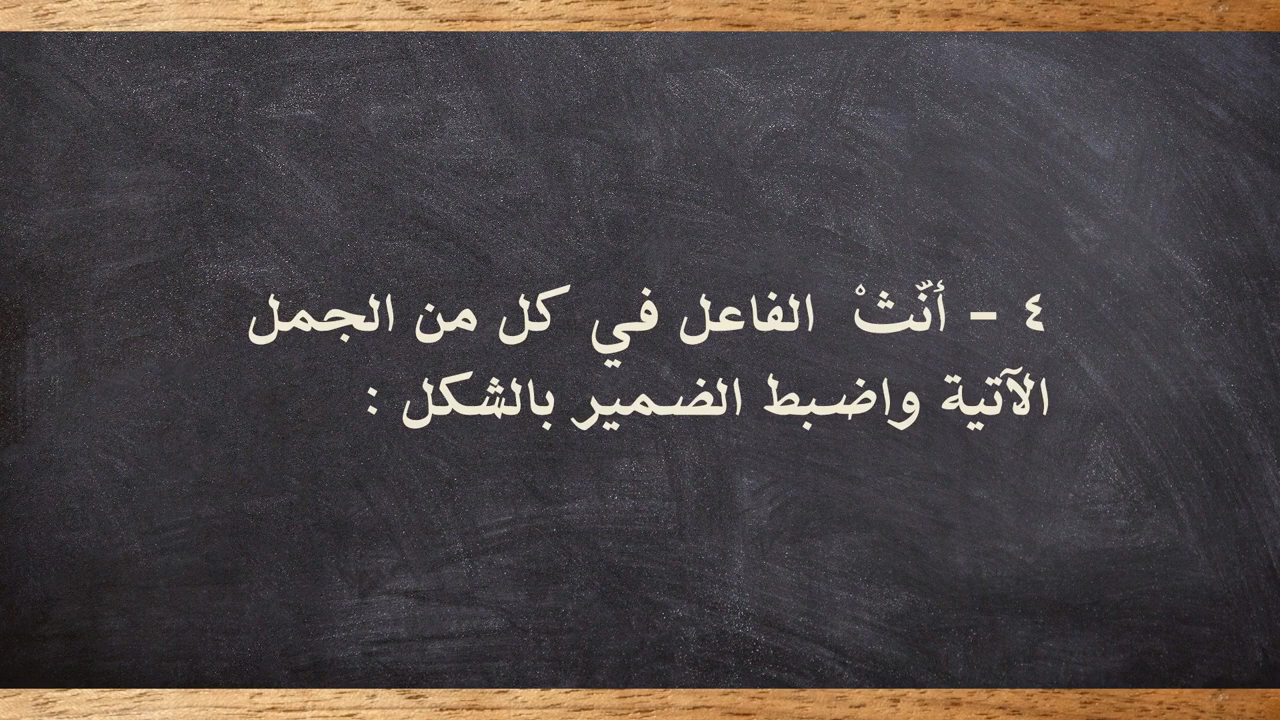 ٤ – أنّثْ الفاعل في كل من الجمل
الآتية واضبط الضمير بالشكل :